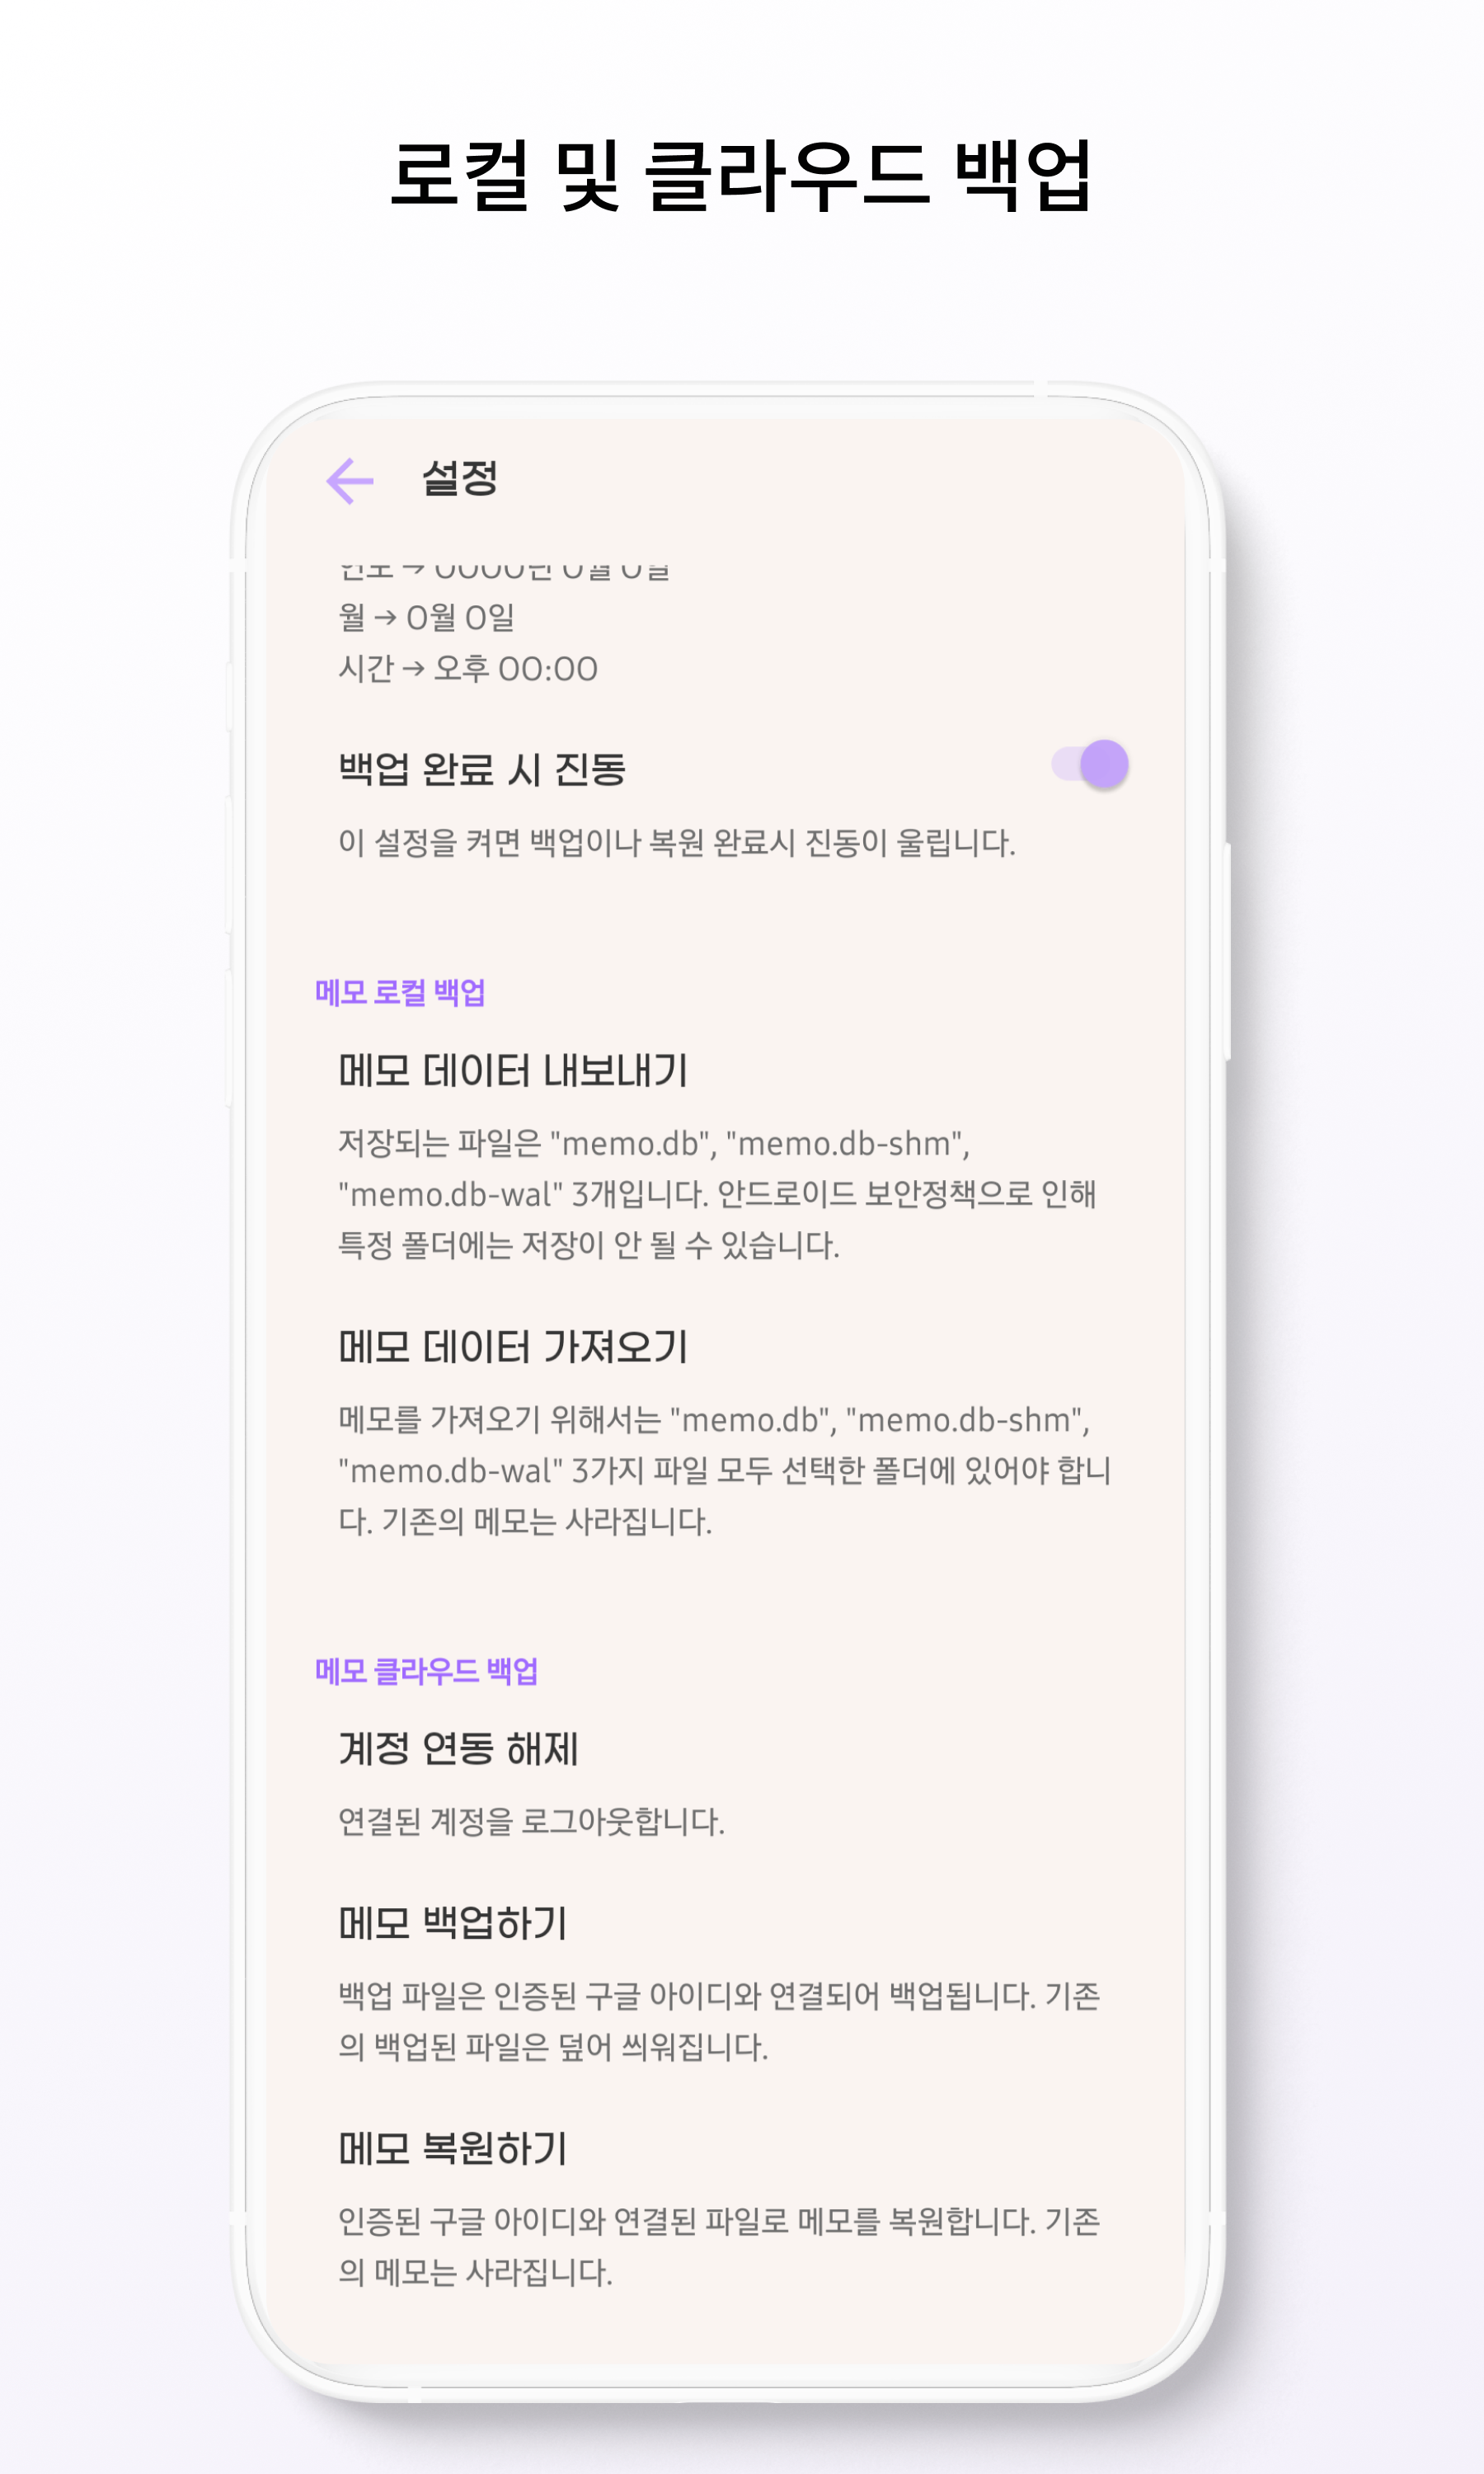 로컬 및 클라우드 백업
설정
월 → 0월 0일
시간 → 오후 00:00
백업 완료 시 진동
이 설정을 켜면 백업이나 복원 완료시 진동이 울립니다.
메모 로컬 백업
메모 데이터 내보내기
저장되는 파일은 "memo.db", "memo.db-shm",
"memo.db-wal" 3개입니다. 안드로이드 보안정책으로 인해
특정 폴더에는 저장이 안 될 수 있습니다.
메모 데이터 가져오기
메모를 가져오기 위해서는 "memo.db", "memo.db-shm",
"memo.db-wal" 3가지 파일 모두 선택한 폴더에 있어야 합니
다. 기존의 메모는 사라집니다.
메모 클라우드 백업
계정 연동 해제
연결된 계정을 로그아웃합니다.
메모 백업하기
백업 파일은 인증된 구글 아이디와 연결되어 백업됩니다. 기존
의 백업된 파일은 덮어 씌워집니다.
메모 복원하기
인증된 구글 아이디와 연결된 파일로 메모를 복원합니다. 기존
의 메모는 사라집니다.